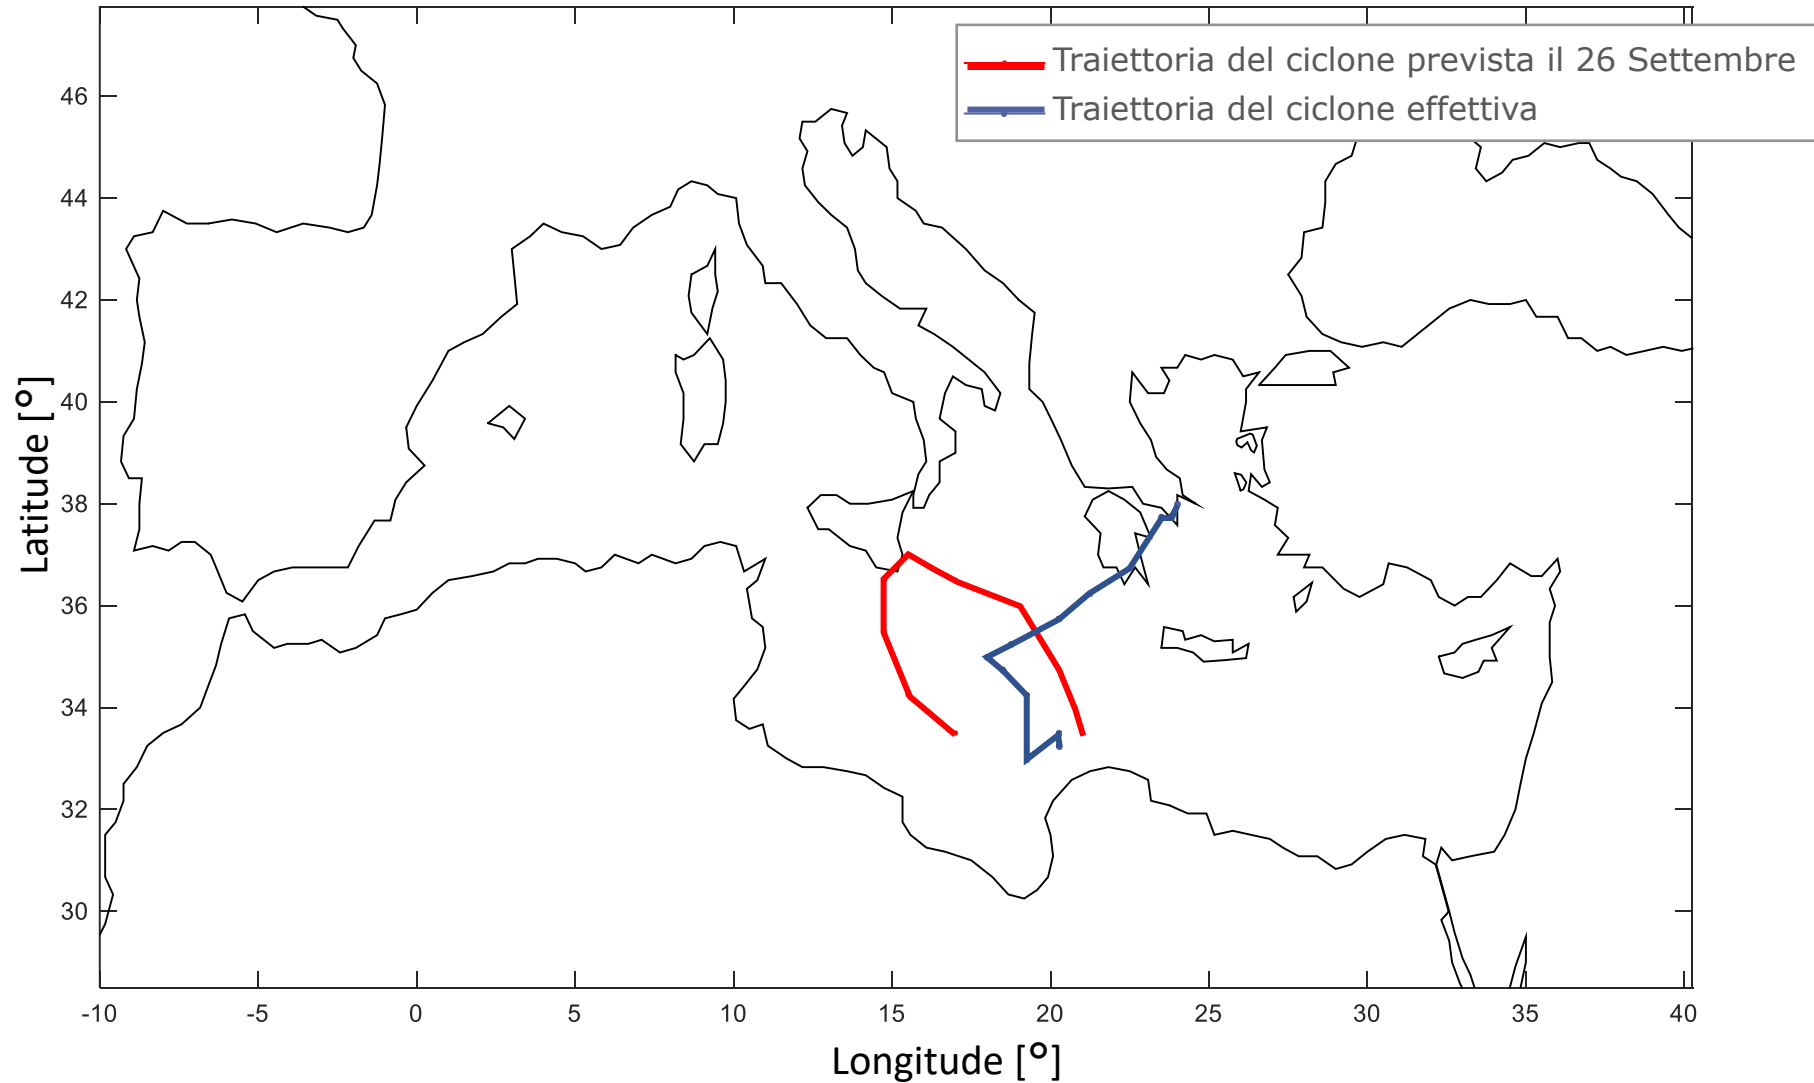 Traiettoria del ciclone prevista il 26 Settembre
Traiettoria del ciclone effettiva
46
44
42
40
38
36
34
32
30
Latitude [°]
-10 -5 0 5 10 15 20 25 30 35 40
Longitude [°]